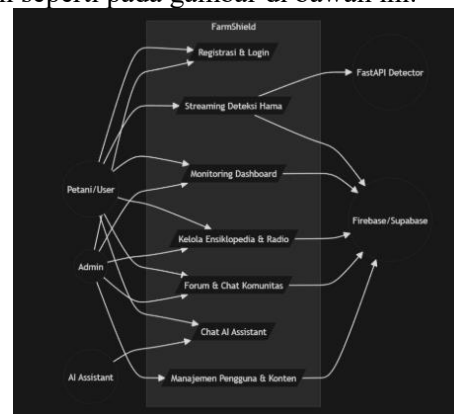 seperti pada gambar di bawah ini.
FarmShield
Registrasi & Login
FastAPI Detector
Streaming Deteksi Hama
Monitoring Dashboard
Petani/User
Firebase/Supabase
Kelola Ensiklopedia & Radio
Admin
Forum & Chat Komunitas
Chat AI Assistant
AI Assistant
Manajemen Pengguna & Konten